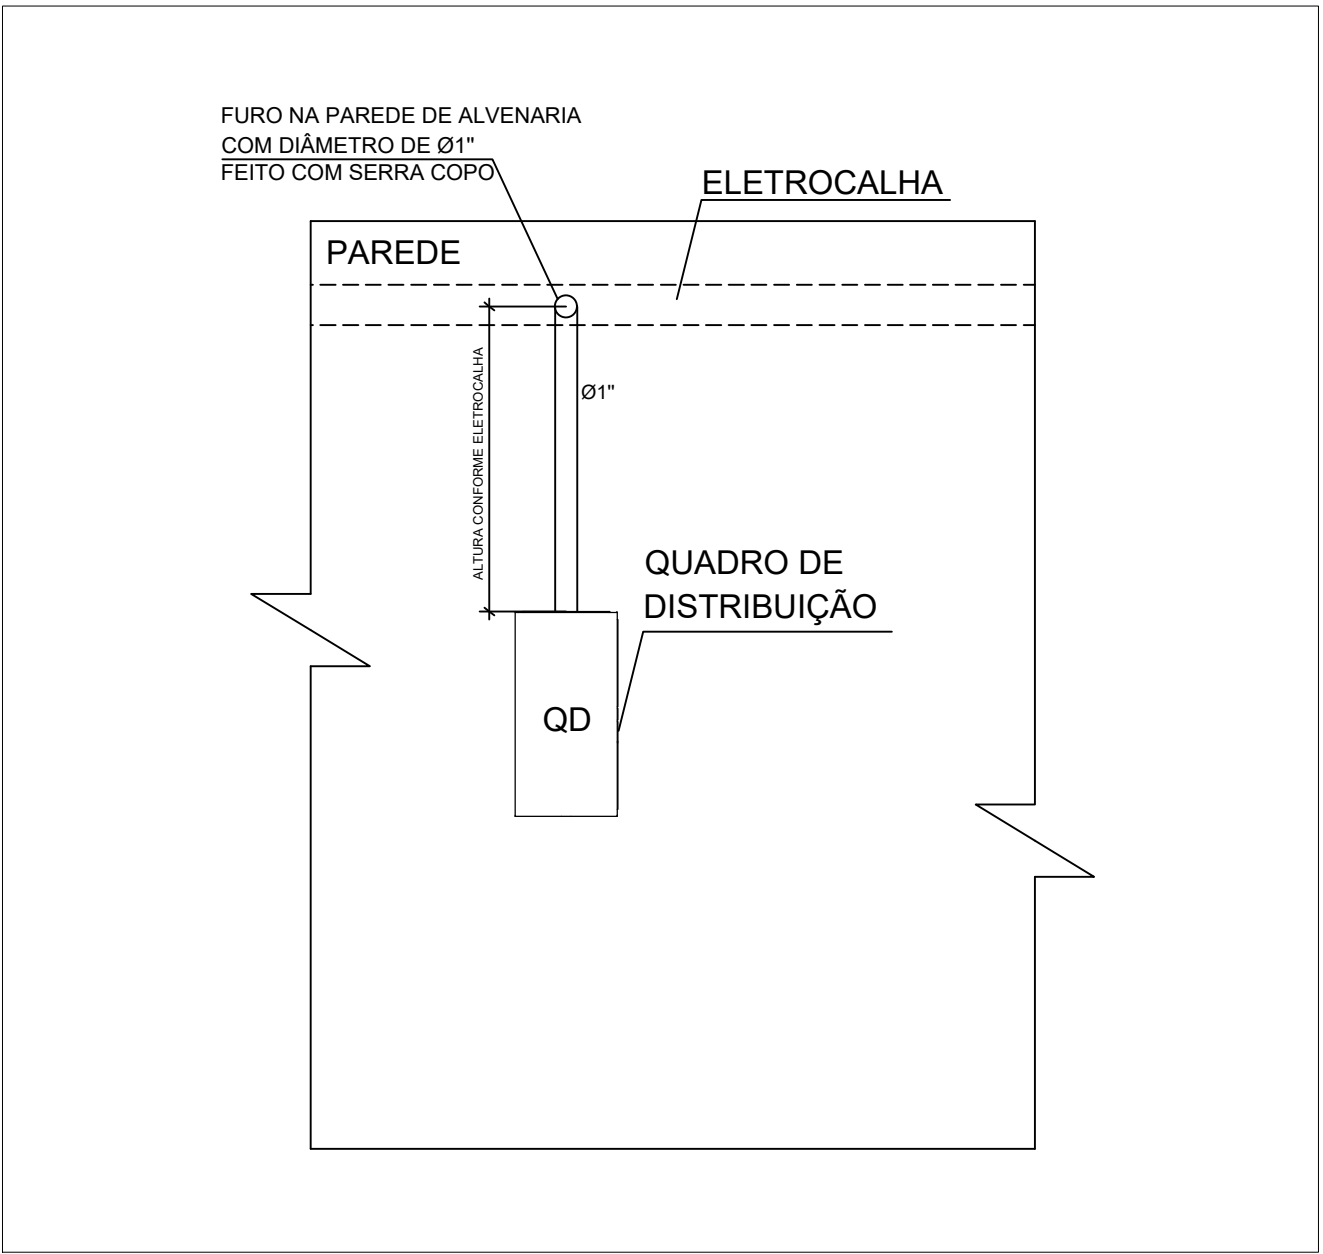 FURO NA PAREDE DE ALVENARIA
COM DIÂMETRO DE Ø1"
FEITO COM SERRA COPO
ELETROCALHA
PAREDE
ALTURA CONFORME ELETROCALHA
Ø1"
QUADRO DE
DISTRIBUIÇÃO
QD